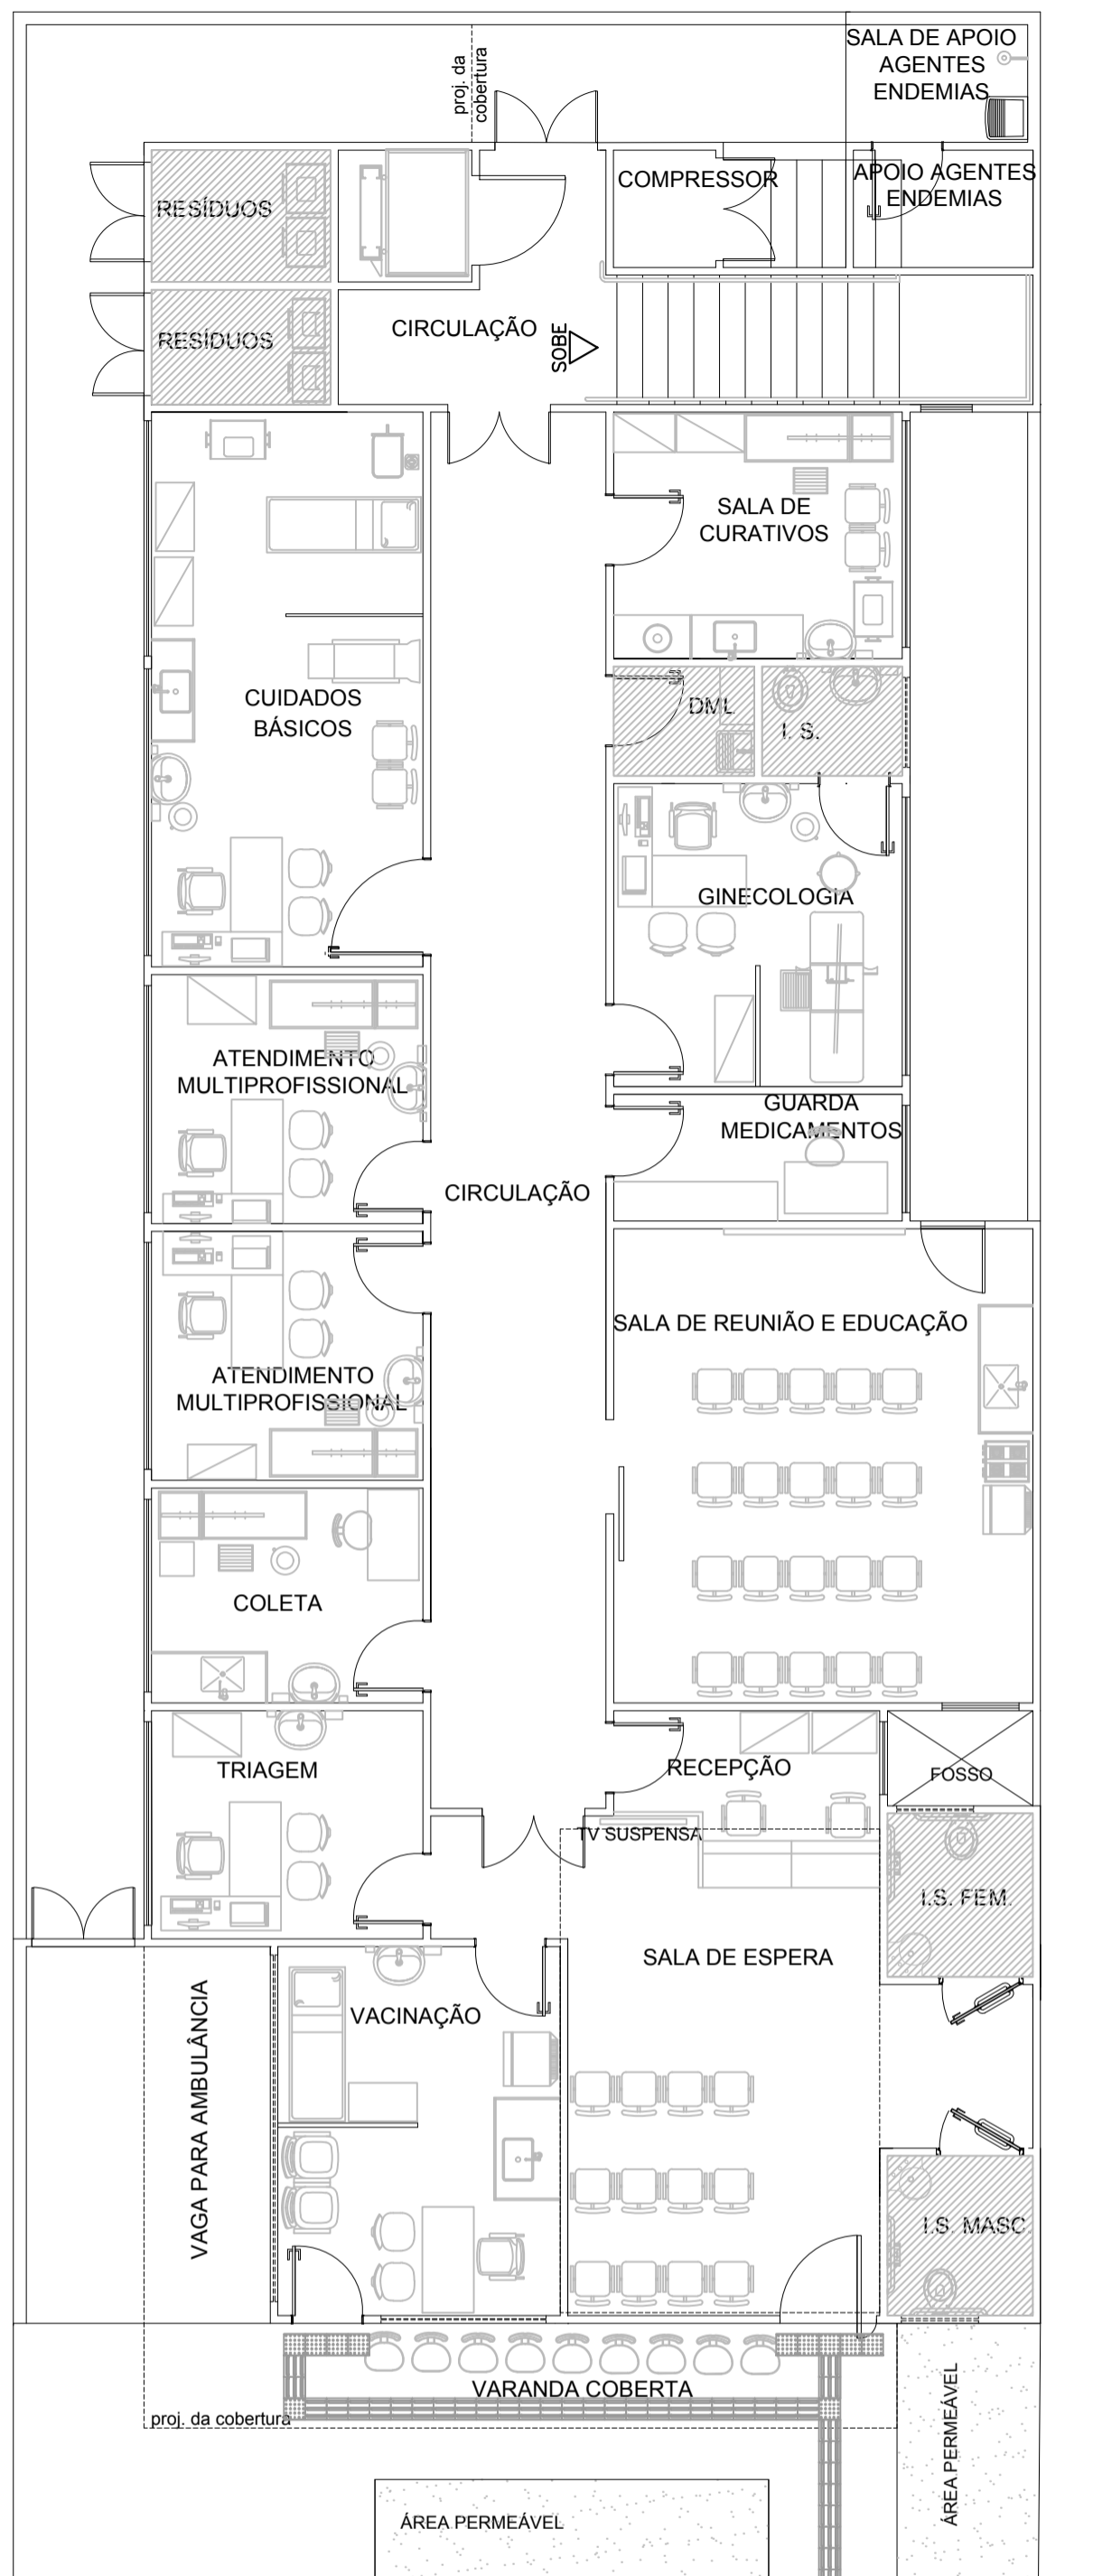 SALA DE APOIO
AGENTES
ENDEMIAS
proj. da
cobertura
COMPRESSOR
APOIO AGENTES
ENDEMIAS
RESÍDUOS
RESÍDUOS
CIRCULAÇÃO
SOBE
SALA DE
CURATIVOS
CUIDADOS
BÁSICOS
DML
I. S.
GINECOLOGIA
ATENDIMENTO
MULTIPROFISSIONAL
GUARDA
MEDICAMENTOS
CIRCULAÇÃO
SALA DE REUNIÃO E EDUCAÇÃO
ATENDIMENTO
MULTIPROFISSIONAL
COLETA
TRIAGEM
RECEPÇÃO
FOSSO
TV SUSPENSA
I.S. FEM.
SALA DE ESPERA
VACINAÇÃO
VAGA PARA AMBULÂNCIA
I.S. MASC
VARANDA COBERTA
proj. da cobertura
ÁREA PERMEÁVEL
ÁREA PERMEÁVEL